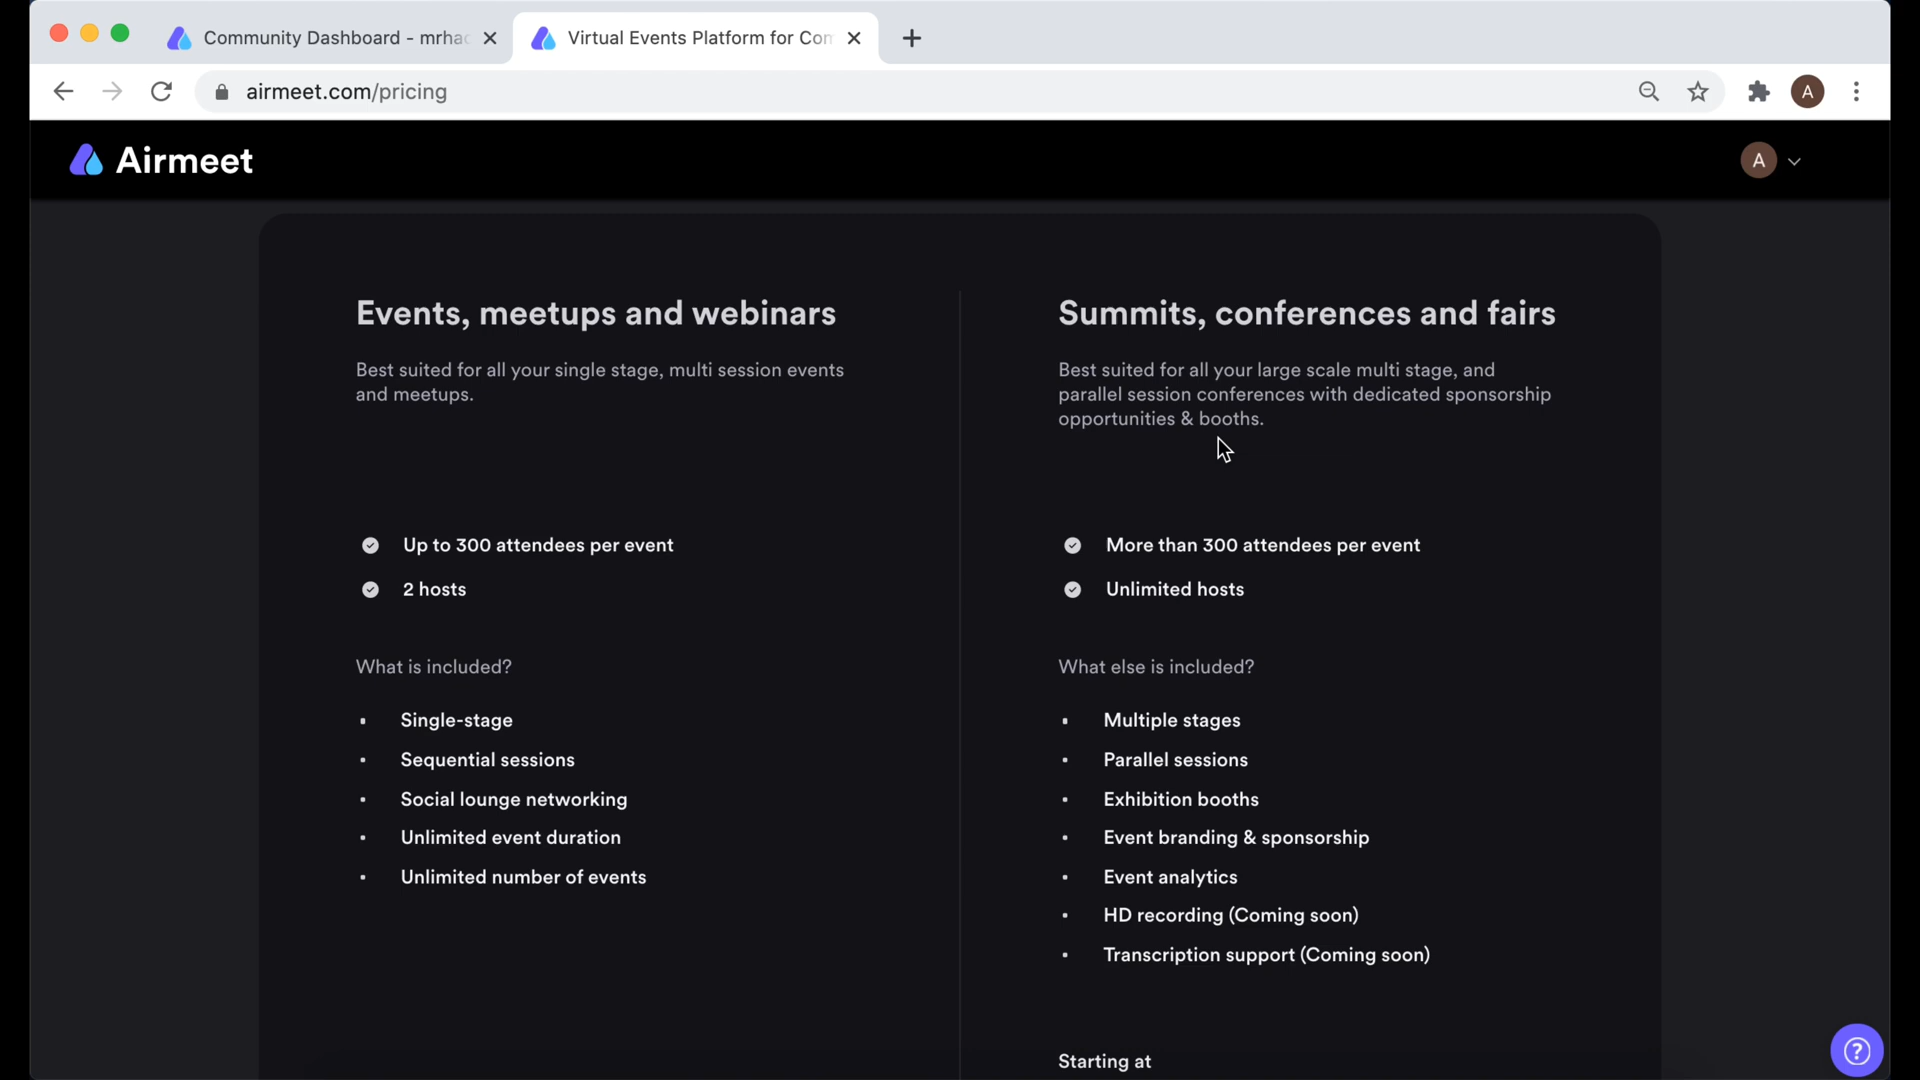 Community Dashboard - mrha
Virtual Events Platform for Con
airmeet.com/pricing
A
Airmeet
A
Events, meetups and webinars
Best suited for all your single stage, multi session events
and meetups.
Up to 300 attendees per event
2 hosts
What is included?
Single-stage
Sequential sessions
Social lounge networking
Unlimited event duration
Unlimited number of events
Summits, conferences and fairs
Best suited for all your large scale multi stage, and
parallel session conferences with dedicated sponsorship
opportunities & booths.
More than 300 attendees per event
Unlimited hosts
What else is included?
Multiple stages
Parallel sessions
Exhibition booths
Event branding & sponsorship
Event analytics
HD recording (Coming soon)
Transcription support (Coming soon)
Starting at
?